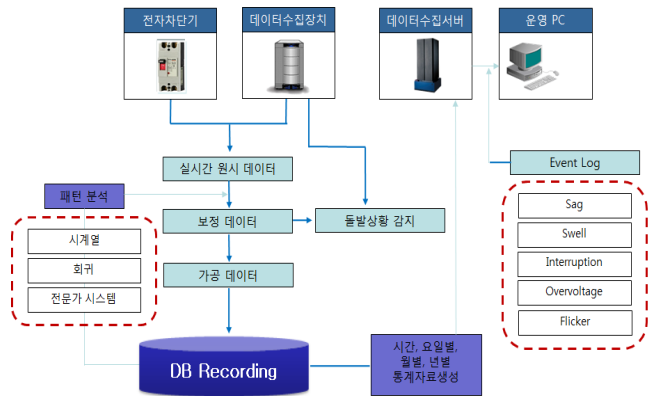 전자차단기
데이터수집장치
데이터수집서버
운영 PC
실시간 원시 데이터
Event Log
패턴 분석
보정 데이터
돌발상황 감지
시계열
회귀
전문가 시스템
가공 데이터
Sag
Swell
Interruption
Overvoltage
Flicker
DB Recording
시간, 요일별,
월별, 년별
통계자료생성